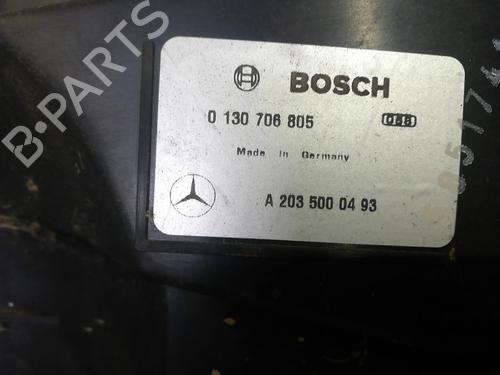 BOSCH
0 130 706 805
Made in Germany
A 203 500 04 93
B-Parts